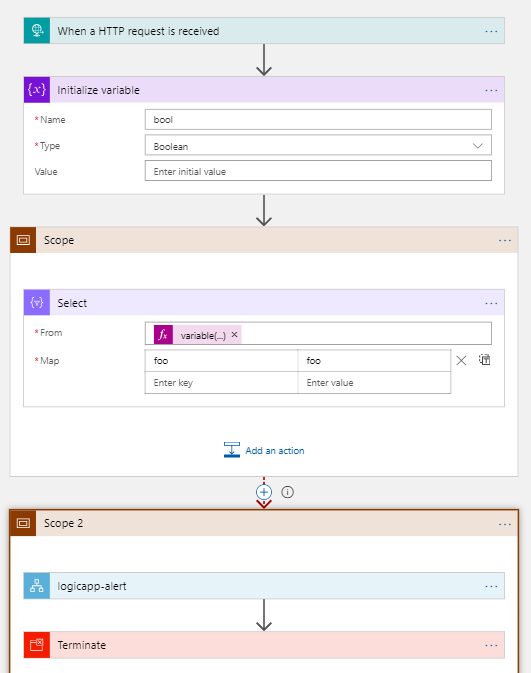 When a HTTP request is received
{x} Initialize variable
* Name bool
* Type Boolean
Value Enter initial value
Scope
{v} Select
* From fx variable(...) ×
* Map foo foo
Enter key Enter value
Add an action
Scope 2
logicapp-alert
Terminate